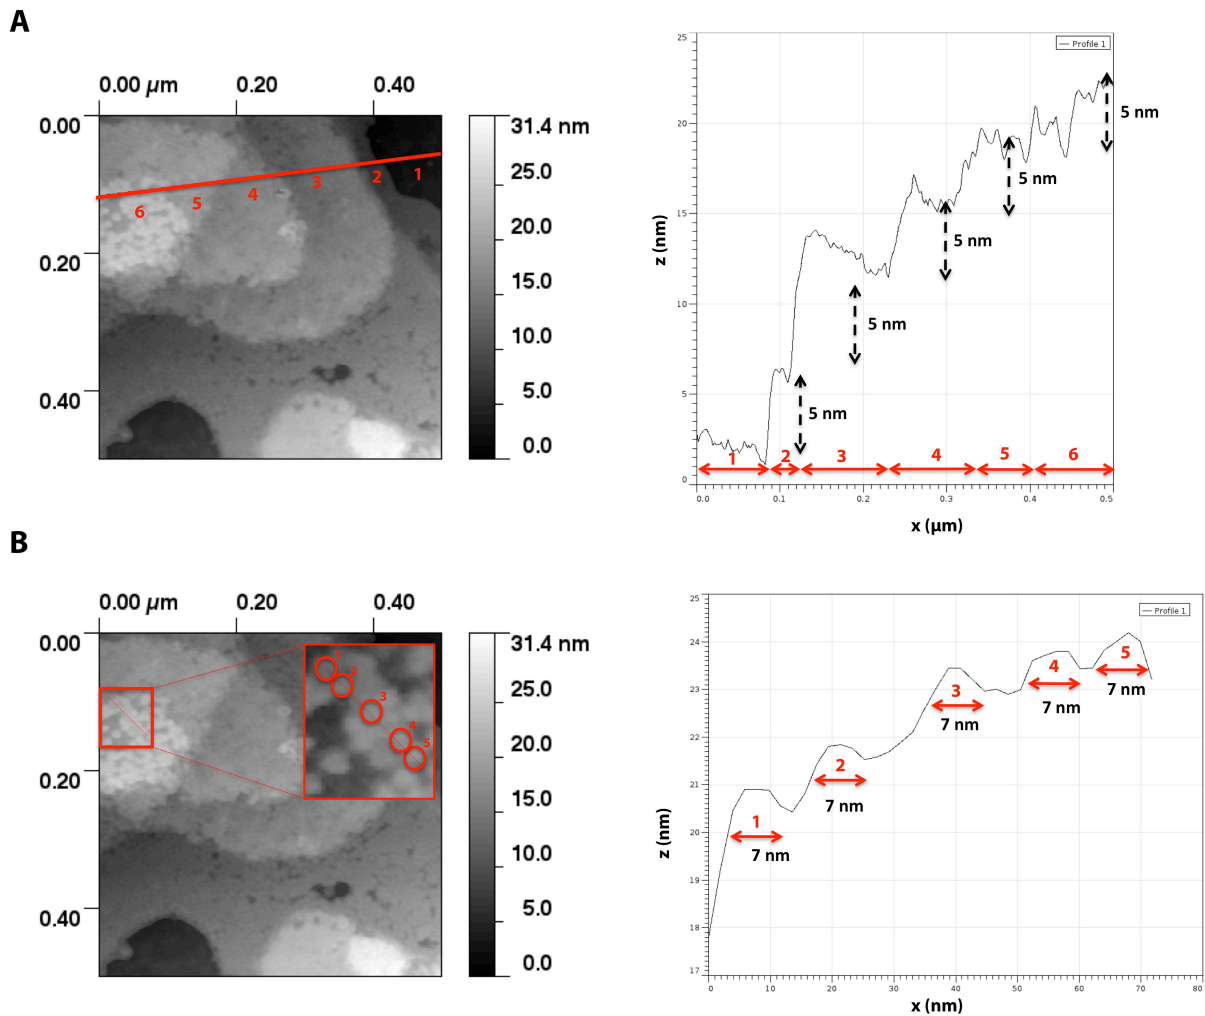 A
0.00 µm 0.20 0.40
0.00
0.20
0.40
1
2
3
4
5
6
31.4 nm
25.0
20.0
15.0
10.0
5.0
0.0
Profile 1
25
20
15
10
5
0
z (nm)
5 nm
5 nm
5 nm
5 nm
5 nm
1 2 3 4 5 6
0.0 0.1 0.2 0.3 0.4 0.5
x (µm)
B
0.00 µm 0.20 0.40
0.00
0.20
0.40
1
2
3
4
5
31.4 nm
25.0
20.0
15.0
10.0
5.0
0.0
Profile 1
25
24
23
22
21
20
19
18
17
z (nm)
1
7 nm
2
7 nm
3
7 nm
4
7 nm
5
7 nm
0 10 20 30 40 50 60 70 80
x (nm)